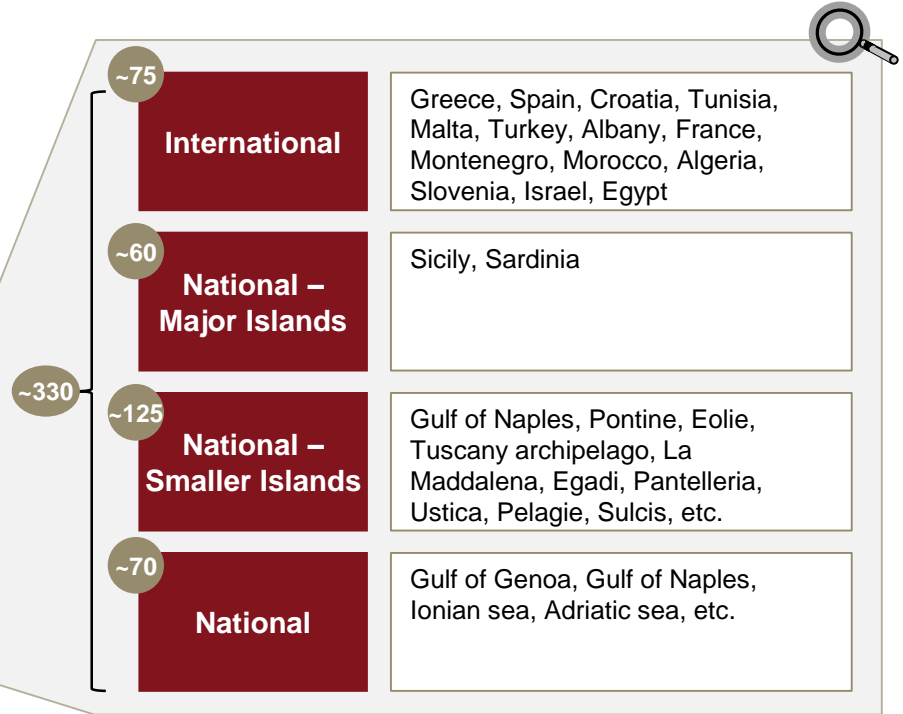 ~75
International
Greece, Spain, Croatia, Tunisia,
Malta, Turkey, Albany, France,
Montenegro, Morocco, Algeria,
Slovenia, Israel, Egypt
~60
National –
Major Islands
Sicily, Sardinia
~330
~125
National –
Smaller Islands
Gulf of Naples, Pontine, Eolie,
Tuscany archipelago, La
Maddalena, Egadi, Pantelleria,
Ustica, Pelagie, Sulcis, etc.
~70
National
Gulf of Genoa, Gulf of Naples,
Ionian sea, Adriatic sea, etc.